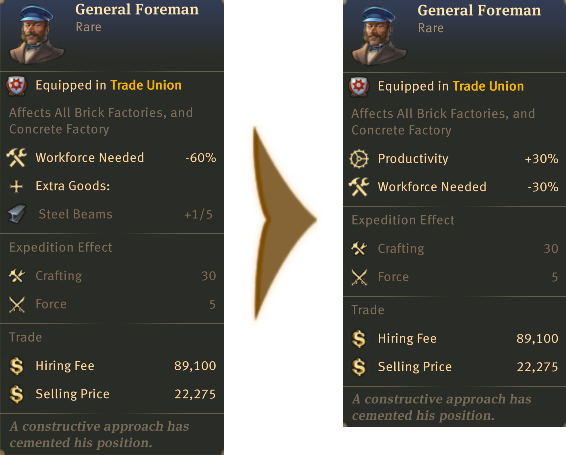 General Foreman
Rare
Equipped in Trade Union
Affects All Brick Factories, and
Concrete Factory
Workforce Needed -60%
Extra Goods:
Steel Beams +1/5
Expedition Effect
Crafting 30
Force 5
Trade
Hiring Fee 89,100
Selling Price 22,275
A constructive approach has
cemented his position.
General Foreman
Rare
Equipped in Trade Union
Affects All Brick Factories, and
Concrete Factory
Productivity +30%
Workforce Needed -30%
Expedition Effect
Crafting 30
Force 5
Trade
Hiring Fee 89,100
Selling Price 22,275
A constructive approach has
cemented his position.